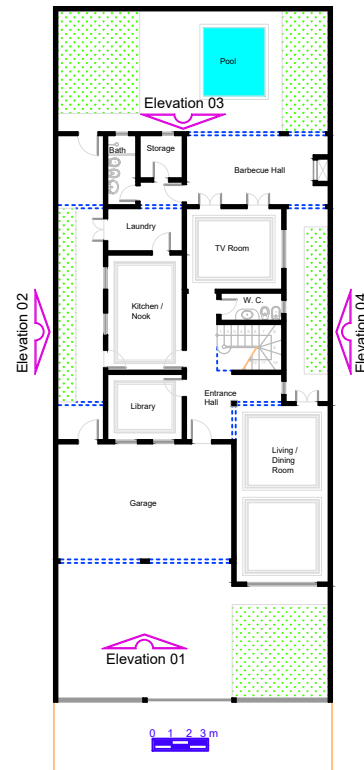 Pool
Elevation 03
Bath
Storage
Barbecue Hall
Laundry
TV Room
Elevation 02
Kitchen /
Nook
W. C.
Elevation 04
Library
Entrance
Hall
Living /
Dining
Room
Garage
Elevation 01
0 1 2 3 m